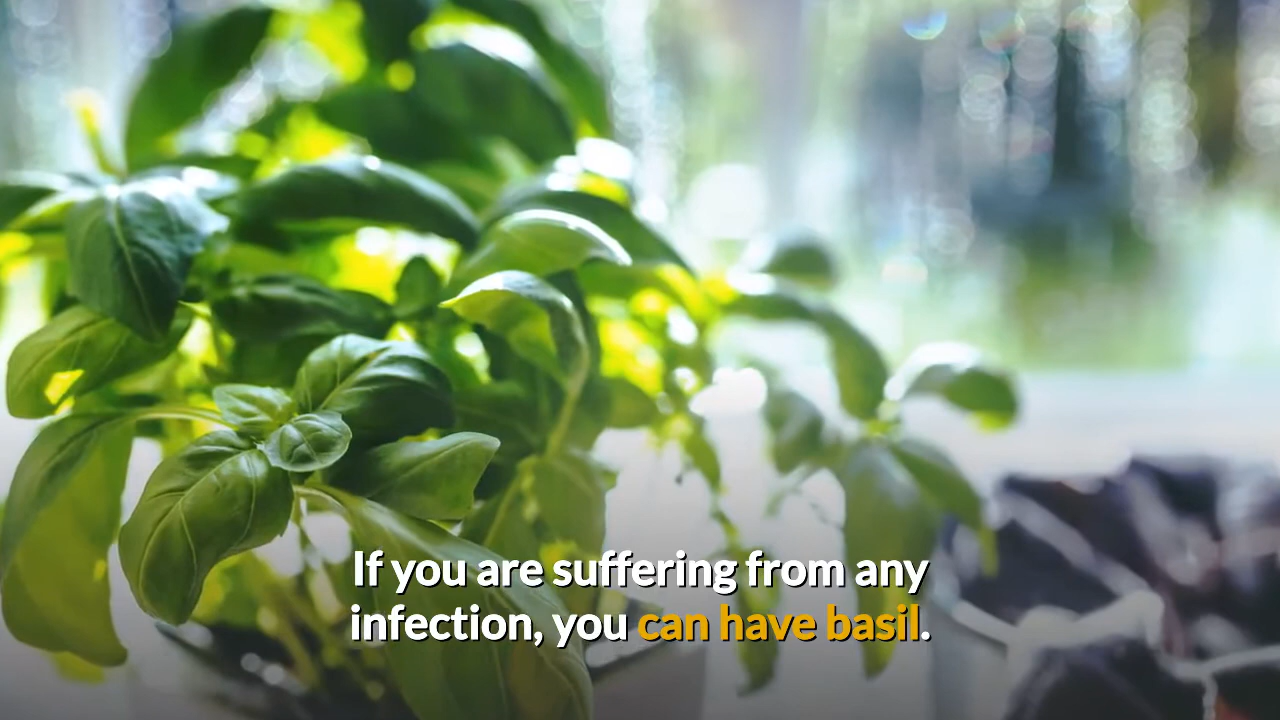 If you are suffering from any
infection, you can have basil.